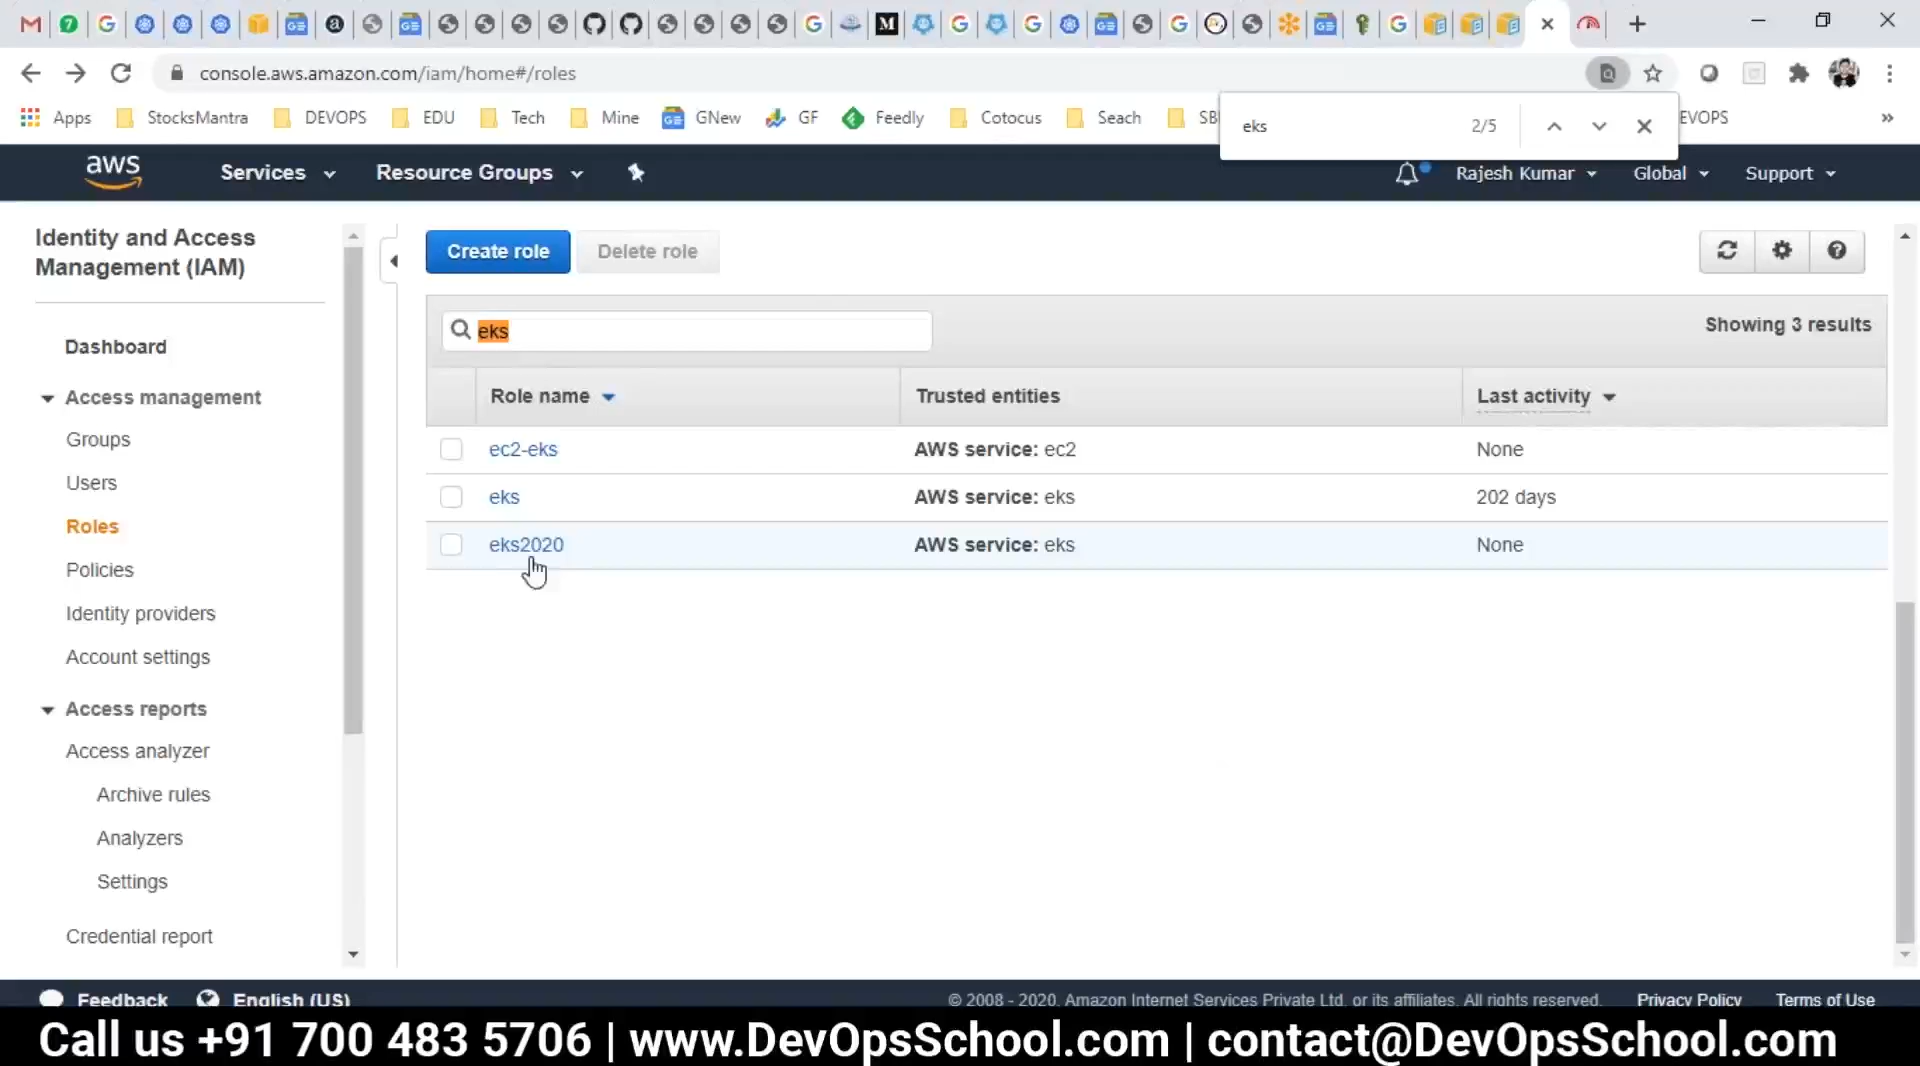 console.aws.amazon.com/iam/home#/roles
Apps StocksMantra DEVOPS EDU Tech Mine GNew GF Feedly Cotocus Seach SB EVOPS »
eks 2/5
aws Services Resource Groups Rajesh Kumar Global Support
Identity and Access
Management (IAM)
Dashboard
Access management
Groups
Users
Roles
Policies
Identity providers
Account settings
Access reports
Access analyzer
Archive rules
Analyzers
Settings
Credential report
Create role Delete role
eks Showing 3 results
Role name Trusted entities Last activity
ec2-eks AWS service: ec2 None
eks AWS service: eks 202 days
eks2020 AWS service: eks None
Feedback English (US) © 2008 - 2020, Amazon Internet Services Private Ltd. or its affiliates. All rights reserved. Privacy Policy Terms of Use
Call us +91 700 483 5706 | www.DevOpsSchool.com | contact@DevOpsSchool.com